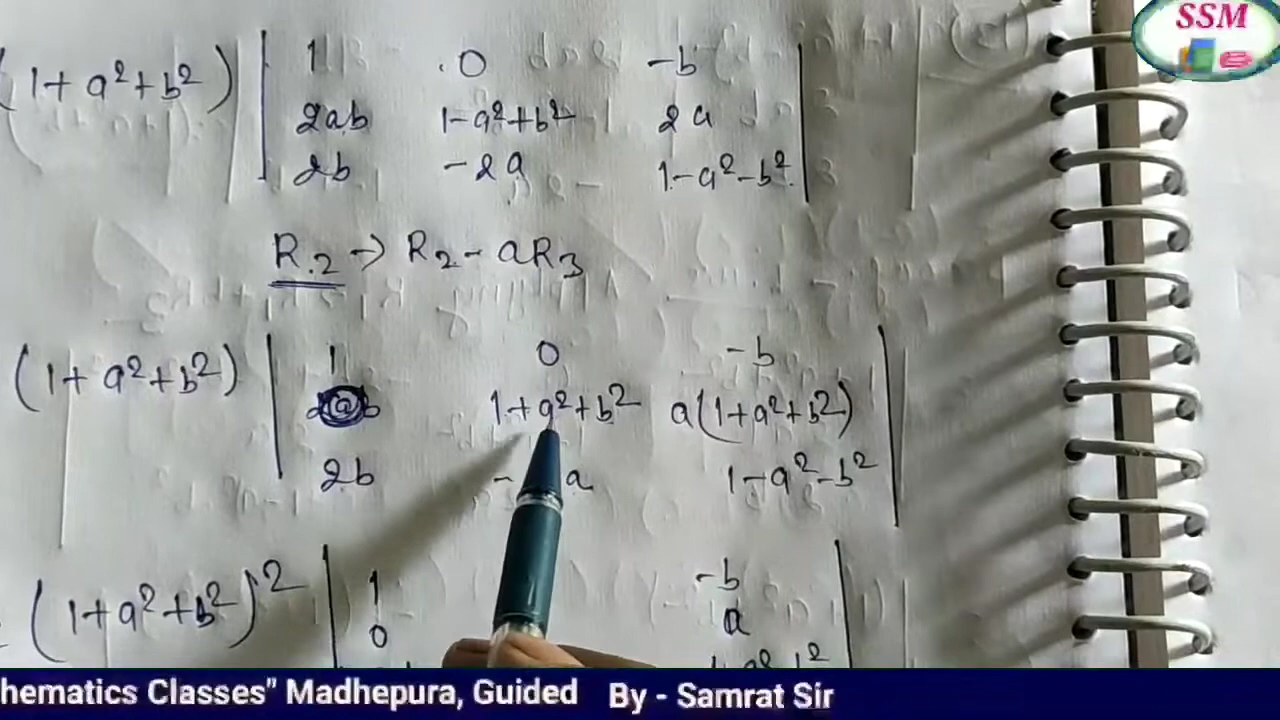 SSM
(1+a²+b²) | 1 0 -b |
| 2ab 1-a²+b² 2a |
| 2b -2a 1-a²-b² |
R.2 → R2 - aR3
(1+a²+b²) | 1 0 -b |
| 1+a²+b² a(1+a²+b²) |
| 2b - a 1-a²-b² |
(1+a²+b²)² | 1 -b |
| 0 a |
hematics Classes" Madhepura, Guided By - Samrat Sir